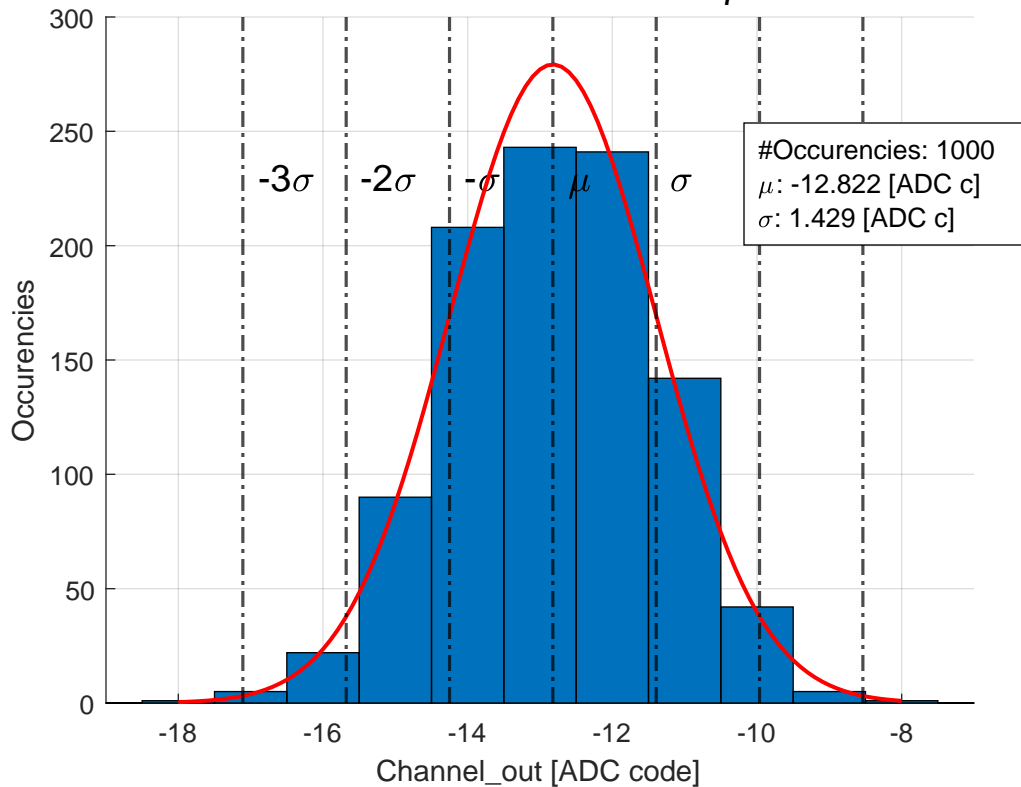 300
250
200
150
100
50
0
Occurencies
-3σ
-2σ
-σ
μ
σ
#Occurencies: 1000
μ: -12.822 [ADC c]
σ: 1.429 [ADC c]
-18
-16
-14
-12
-10
-8
Channel_out [ADC code]